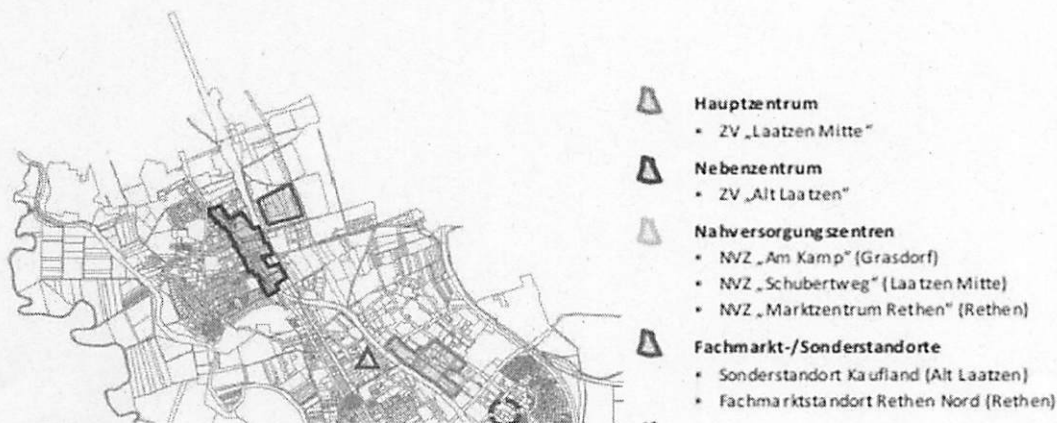 Hauptzentrum
▪ ZV „Laatzen Mitte“
Nebenzentrum
▪ ZV „Alt Laatzen“
Nahversorgungszentren
▪ NVZ „Am Kamp“ (Grasdorf)
▪ NVZ „Schubertweg“ (Laatzen Mitte)
▪ NVZ „Marktzentrum Rethen“ (Rethen)
Fachmarkt-/Sonderstandorte
▪ Sonderstandort Kaufland (Alt Laatzen)
▪ Fachmarktstandort Rethen Nord (Rethen)